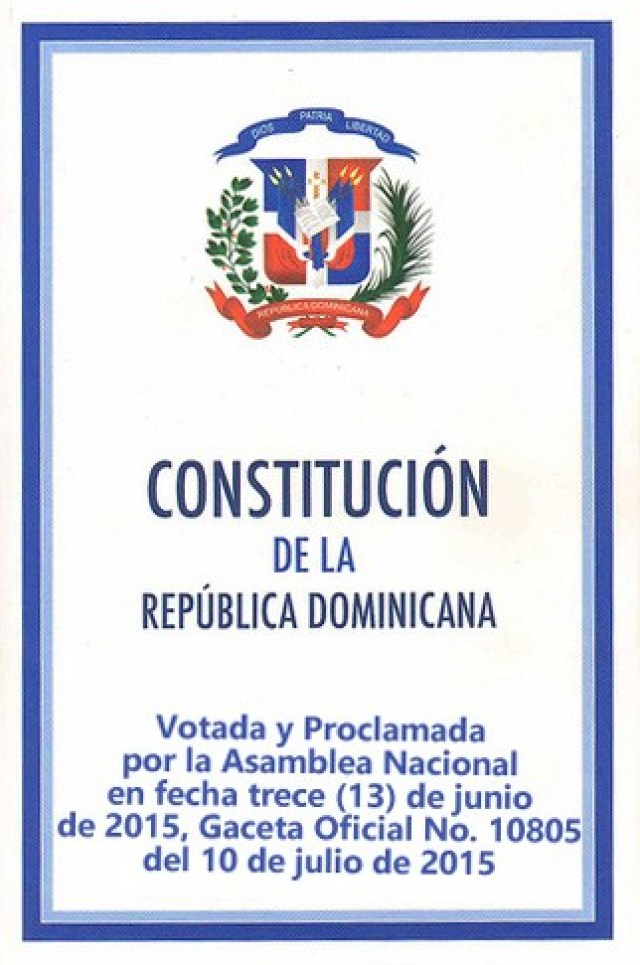 DIOS PATRIA LIBERTAD
REPÚBLICA DOMINICANA
CONSTITUCIÓN
DE LA
REPÚBLICA DOMINICANA
Votada y Proclamada
por la Asamblea Nacional
en fecha trece (13) de junio
de 2015, Gaceta Oficial No. 10805
del 10 de julio de 2015